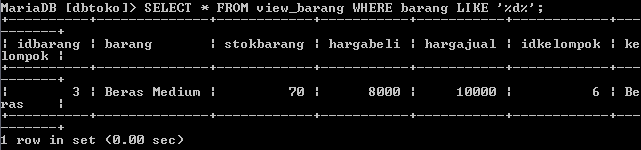 MariaDB [dbtoko]> SELECT * FROM view_barang WHERE barang LIKE '%d%';
+----------+--------------+------------+-----------+-----------+------------+---
-------+
| idbarang | barang       | stokbarang | hargabeli | hargajual | idkelompok | ke
lompok |
+----------+--------------+------------+-----------+-----------+------------+---
-------+
|        3 | Beras Medium |         70 |      8000 |     10000 |          6 | Be
ras    |
+----------+--------------+------------+-----------+-----------+------------+---
-------+
1 row in set (0.00 sec)